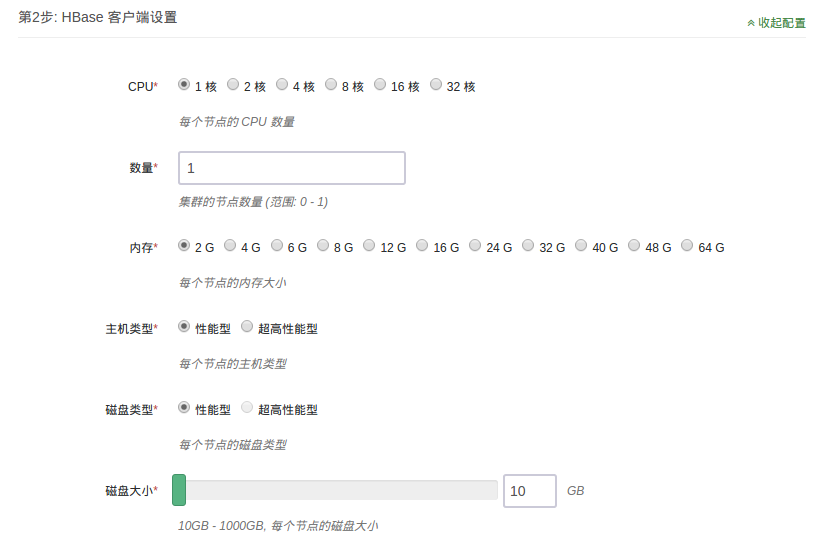 第2步: HBase 客户端设置
收起配置
CPU* 1 核 2 核 4 核 8 核 16 核 32 核
每个节点的 CPU 数量
数量* 1
集群的节点数量 (范围: 0 - 1)
内存* 2 G 4 G 6 G 8 G 12 G 16 G 24 G 32 G 40 G 48 G 64 G
每个节点的内存大小
主机类型* 性能型 超高性能型
每个节点的主机类型
磁盘类型* 性能型 超高性能型
每个节点的磁盘类型
磁盘大小* 10 GB
10GB - 1000GB, 每个节点的磁盘大小